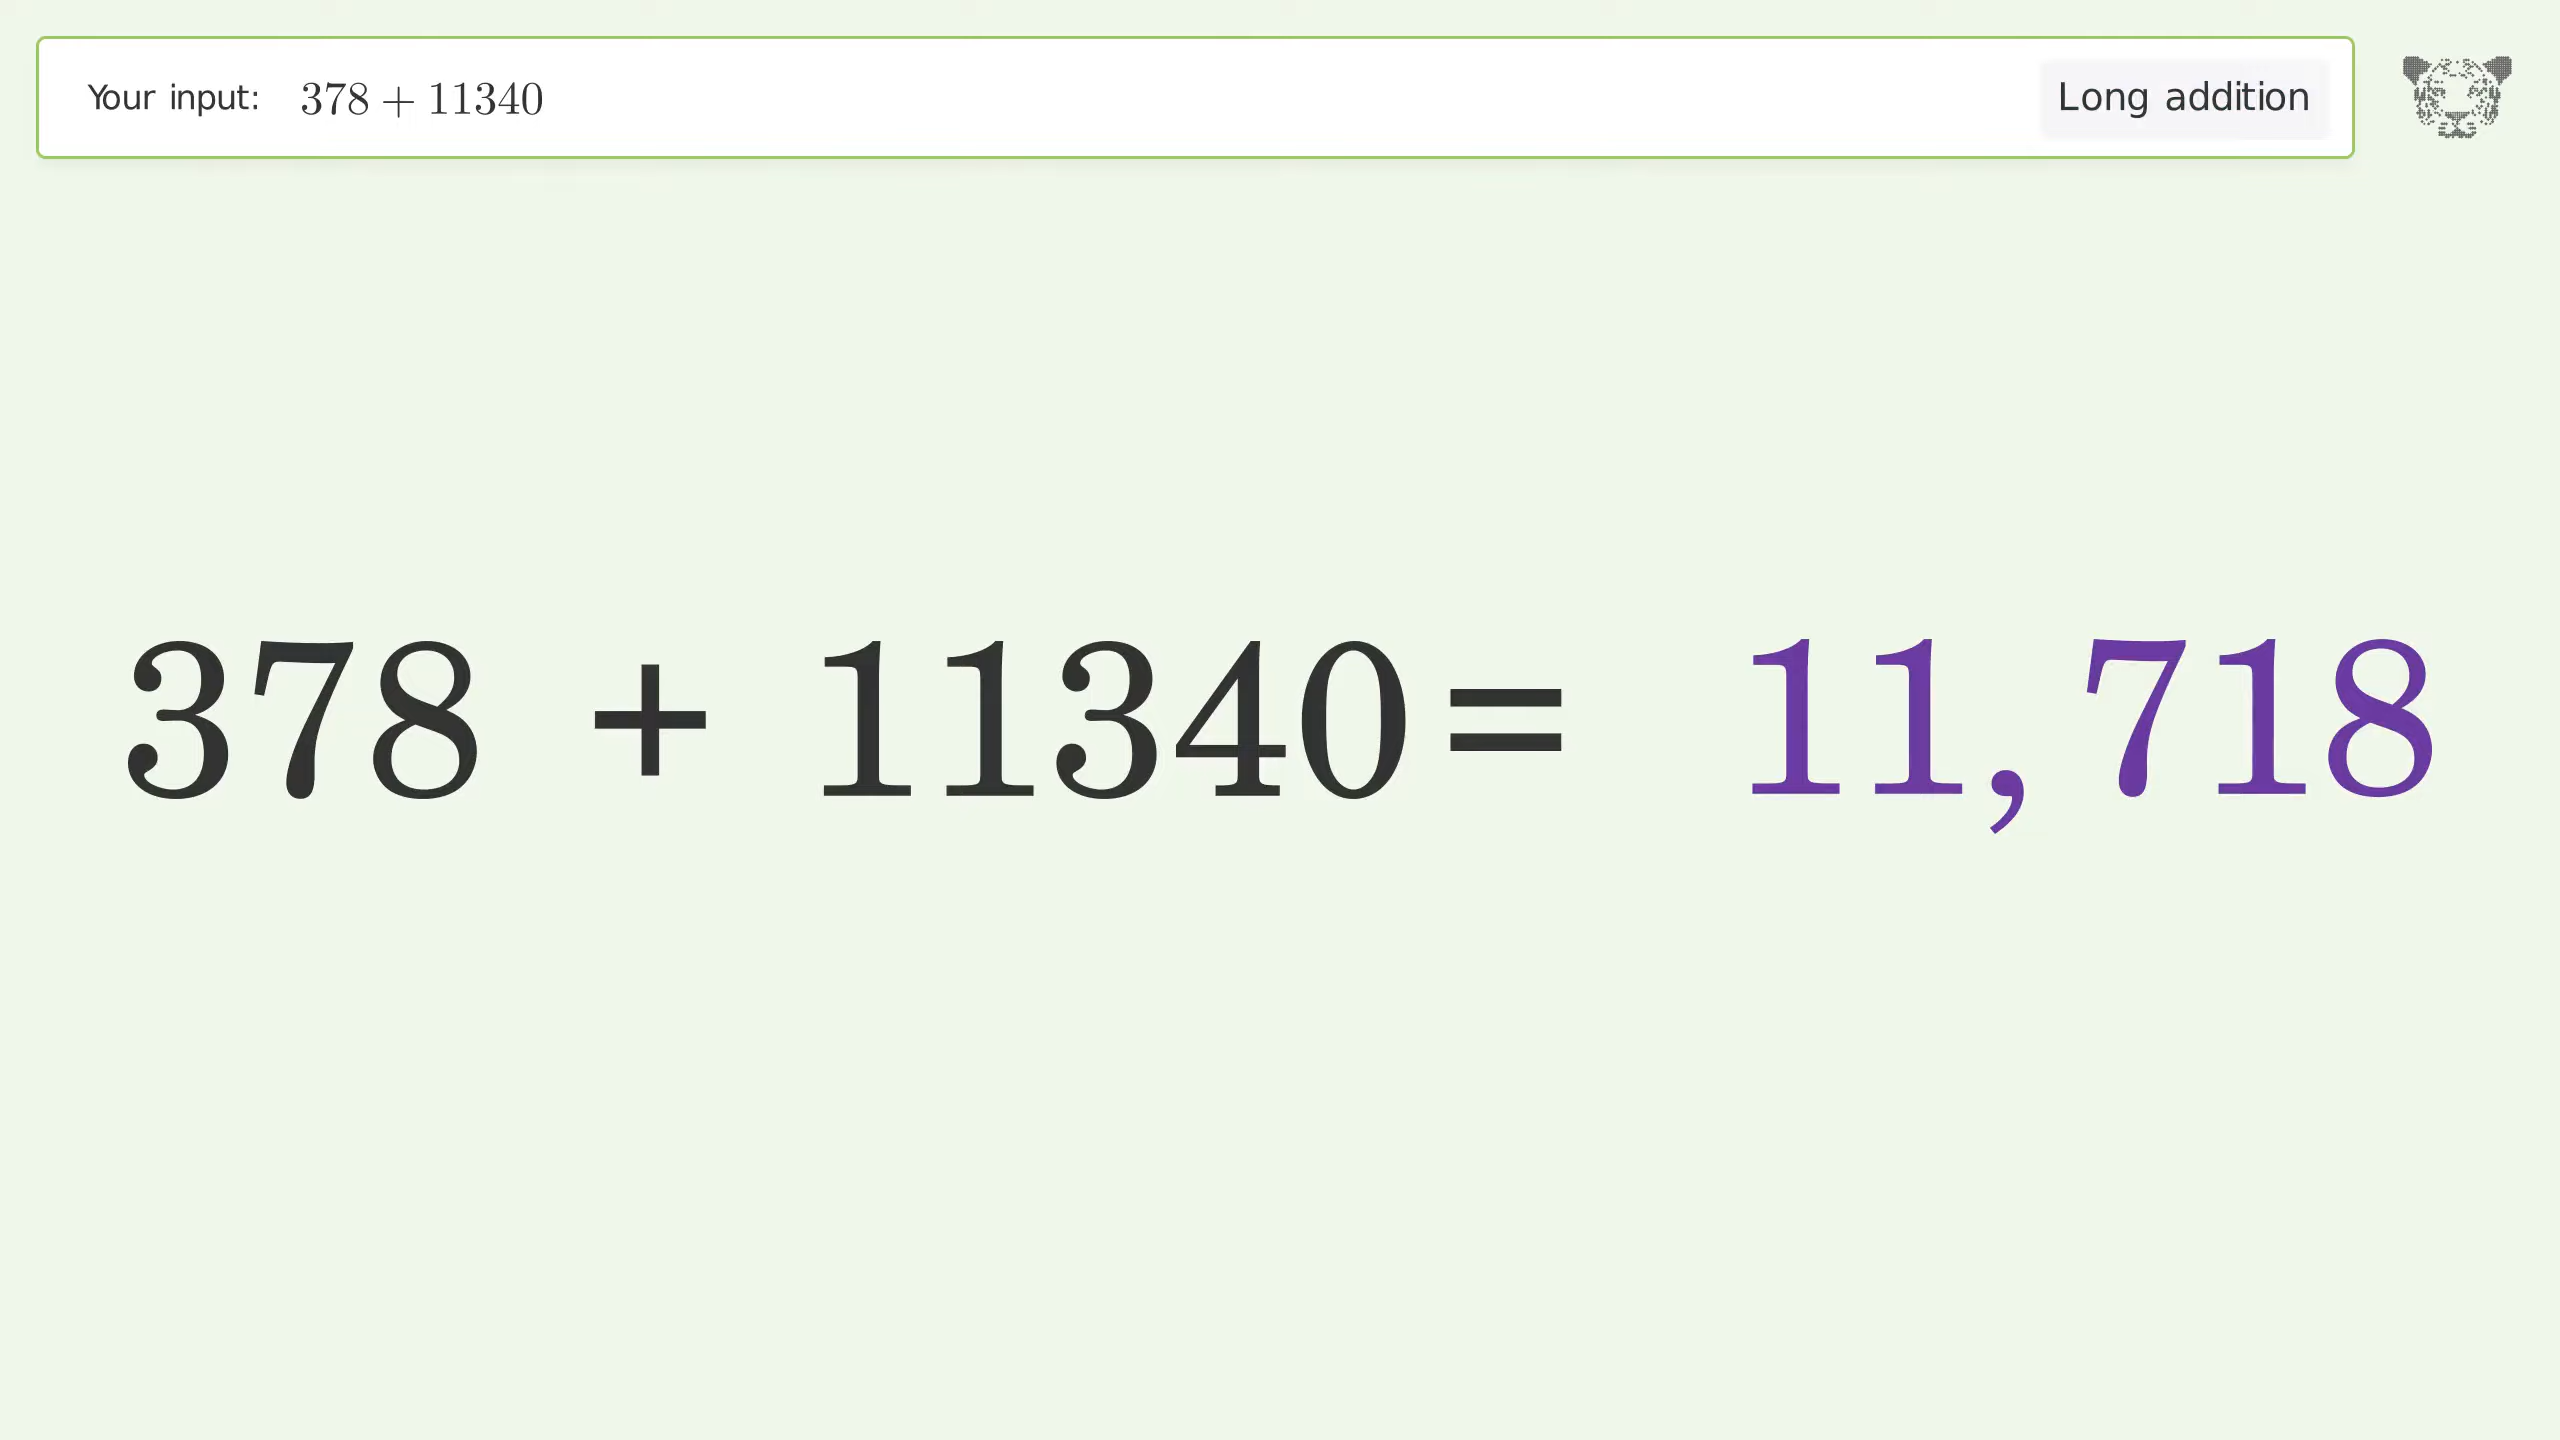 Your input: 378 + 11340 Long addition
378 + 11340 = 11,718